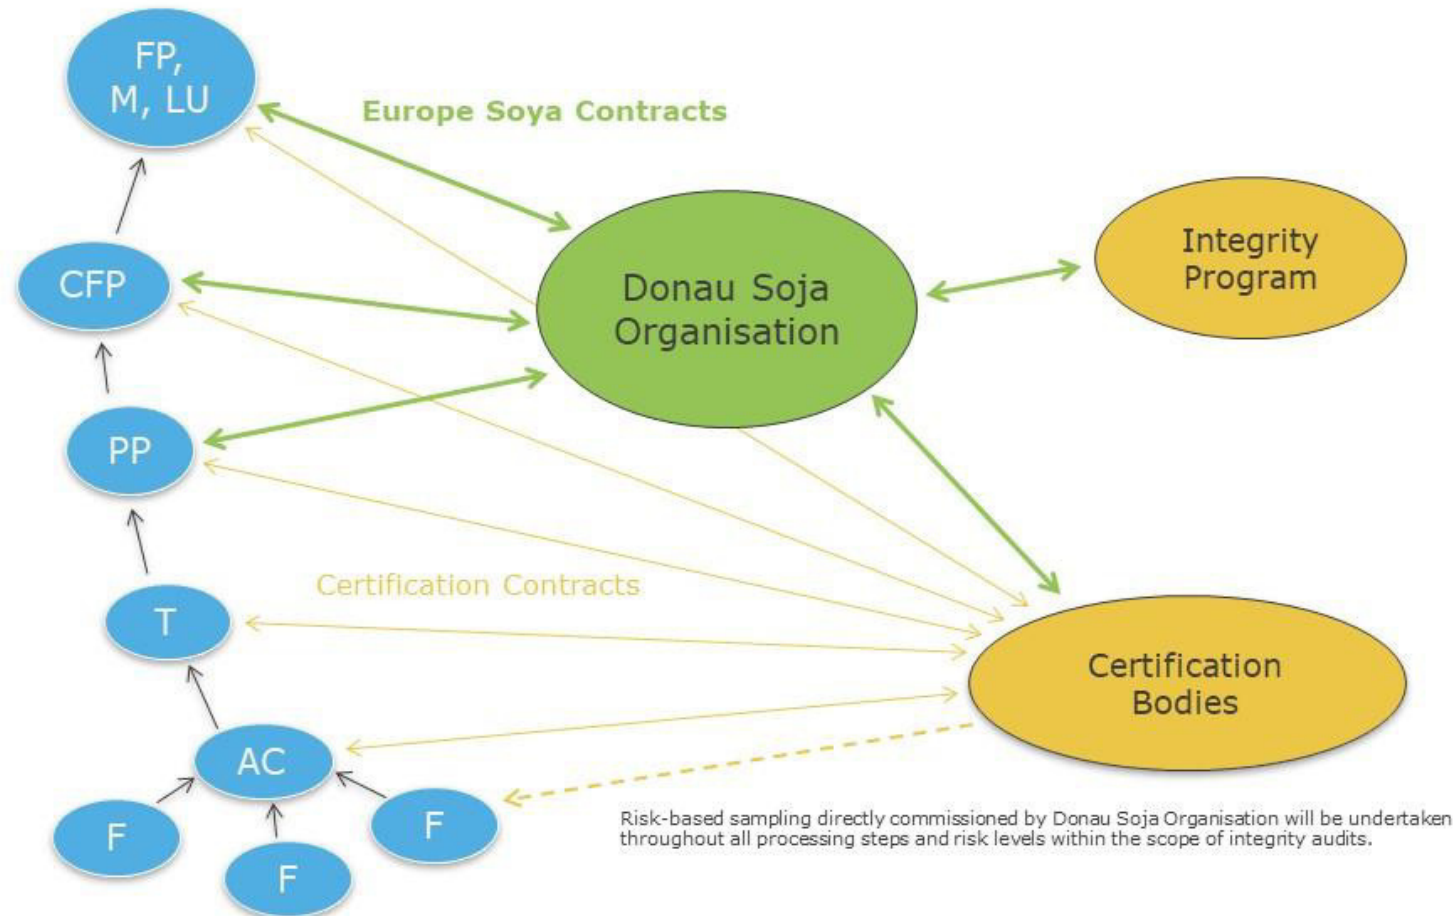 FP,
M, LU
Europe Soya Contracts
Integrity
Program
CFP
Donau Soja
Organisation
PP
Certification Contracts
T
Certification
Bodies
AC
F
F
F
Risk-based sampling directly commissioned by Donau Soja Organisation will be undertaken
throughout all processing steps and risk levels within the scope of integrity audits.